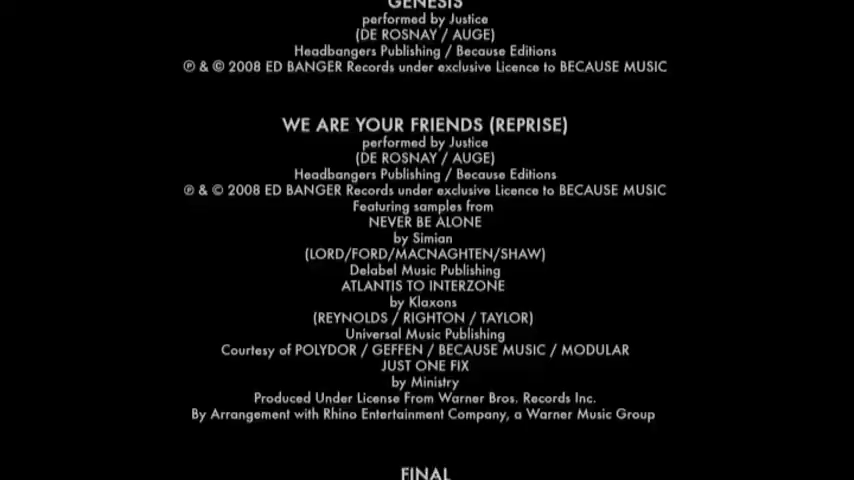 GENESIS
performed by Justice
(DE ROSNAY / AUGE)
Headbangers Publishing / Because Editions
℗ & © 2008 ED BANGER Records under exclusive Licence to BECAUSE MUSIC
WE ARE YOUR FRIENDS (REPRISE)
performed by Justice
(DE ROSNAY / AUGE)
Headbangers Publishing / Because Editions
℗ & © 2008 ED BANGER Records under exclusive Licence to BECAUSE MUSIC
Featuring samples from
NEVER BE ALONE
by Simian
(LORD/FORD/MACNAGHTEN/SHAW)
Delabel Music Publishing
ATLANTIS TO INTERZONE
by Klaxons
(REYNOLDS / RIGHTON / TAYLOR)
Universal Music Publishing
Courtesy of POLYDOR / GEFFEN / BECAUSE MUSIC / MODULAR
JUST ONE FIX
by Ministry
Produced Under License From Warner Bros. Records Inc.
By Arrangement with Rhino Entertainment Company, a Warner Music Group
FINAL